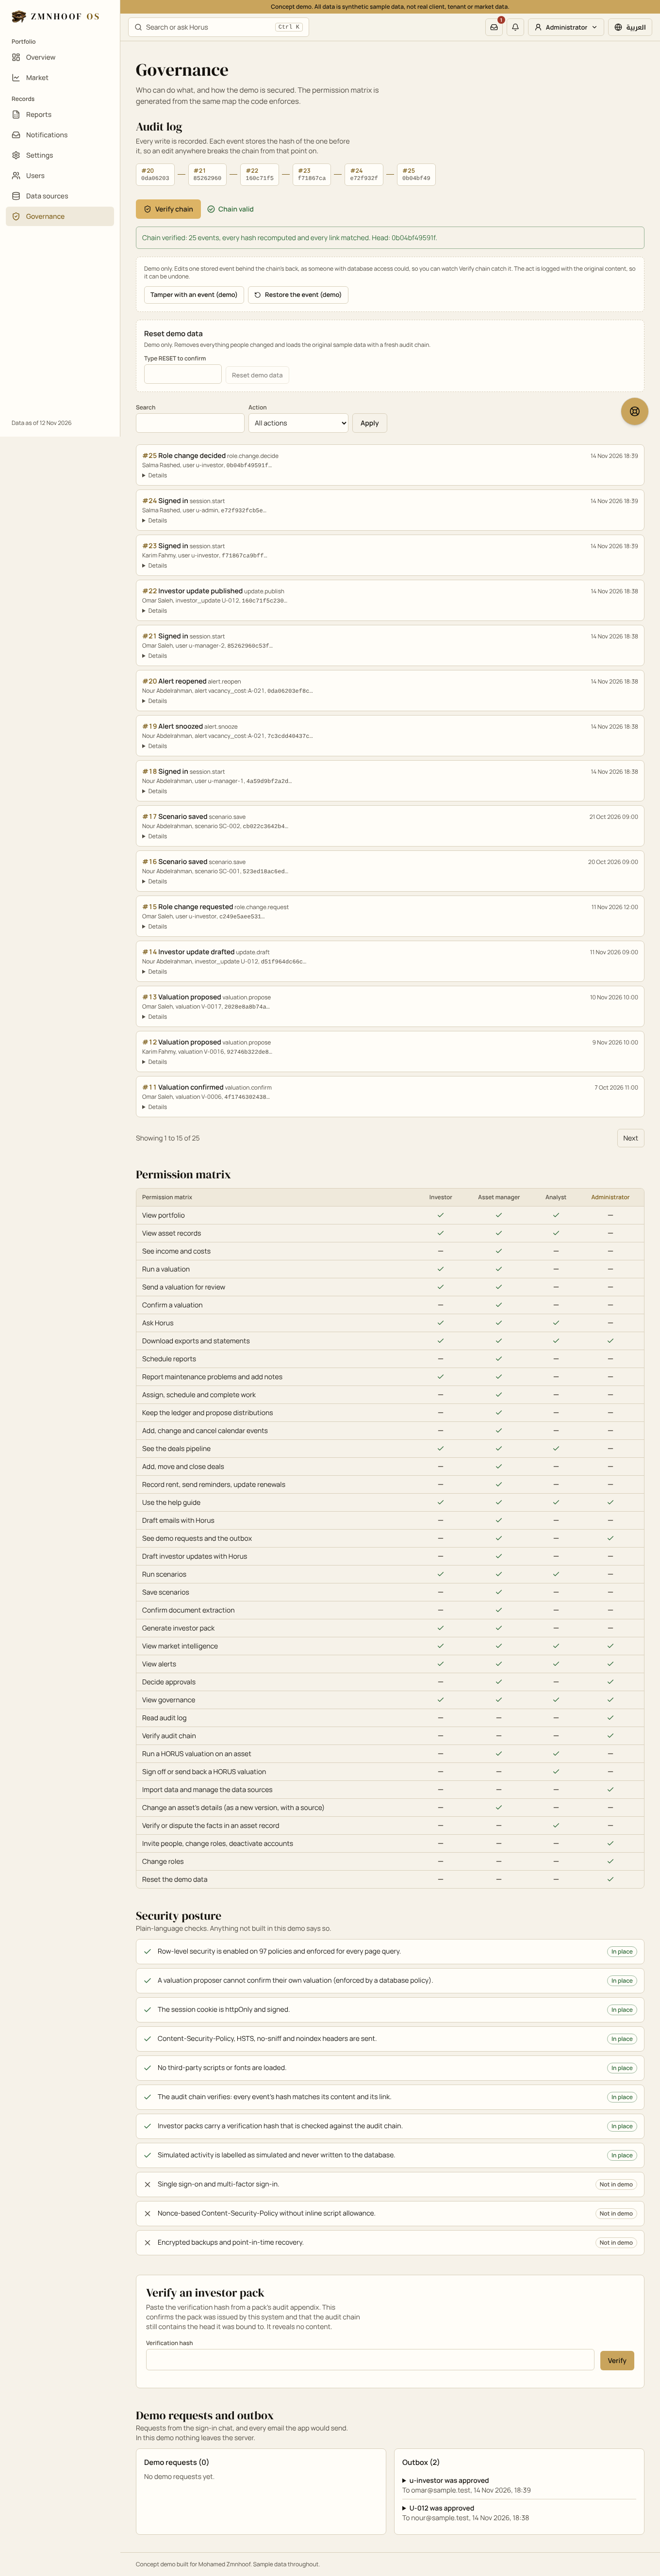 Concept demo. All data is synthetic sample data, not real client, tenant or market data.
ZMNHOOF OS
Search or ask Horus
Ctrl K
1
Administrator
العربية
Portfolio
Overview
Market
Records
Reports
Notifications
Settings
Users
Data sources
Governance
Data as of 12 Nov 2026
Governance
Who can do what, and how the demo is secured. The permission matrix is
generated from the same map the code enforces.
Audit log
Every write is recorded. Each event stores the hash of the one before
it, so an edit anywhere breaks the chain from that point on.
#20 #21 #22 #23 #24 #25
0da06203 85262960 160c71f5 f71867ca e72f932f 0b04bf49
Verify chain
Chain valid
Chain verified: 25 events, every hash recomputed and every link matched. Head: 0b04bf49591f.
Demo only. Edits one stored event behind the chain's back, as someone with database access could, so you can watch Verify chain catch it. The act is logged with the original content, so
it can be undone.
Tamper with an event (demo)
Restore the event (demo)
Reset demo data
Demo only. Removes everything people changed and loads the original sample data with a fresh audit chain.
Type RESET to confirm
Reset demo data
Search
Action
All actions
Apply
#25 Role change decided role.change.decide
14 Nov 2026 18:39
Salma Rashed, user u-investor, 0b04bf49591f…
Details
#24 Signed in session.start
14 Nov 2026 18:39
Salma Rashed, user u-admin, e72f932fcb5e…
Details
#23 Signed in session.start
14 Nov 2026 18:39
Karim Fahmy, user u-investor, f71867ca9bff…
Details
#22 Investor update published update.publish
14 Nov 2026 18:38
Omar Saleh, investor_update U-012, 160c71f5c230…
Details
#21 Signed in session.start
14 Nov 2026 18:38
Omar Saleh, user u-manager-2, 85262960c53f…
Details
#20 Alert reopened alert.reopen
14 Nov 2026 18:38
Nour Abdelrahman, alert vacancy_cost:A-021, 0da06203ef8c…
Details
#19 Alert snoozed alert.snooze
14 Nov 2026 18:38
Nour Abdelrahman, alert vacancy_cost:A-021, 7c3cdd40437c…
Details
#18 Signed in session.start
14 Nov 2026 18:38
Nour Abdelrahman, user u-manager-1, 4a59d9bf2a2d…
Details
#17 Scenario saved scenario.save
21 Oct 2026 09:00
Nour Abdelrahman, scenario SC-002, cb022c3642b4…
Details
#16 Scenario saved scenario.save
20 Oct 2026 09:00
Nour Abdelrahman, scenario SC-001, 523ed18ac6ed…
Details
#15 Role change requested role.change.request
11 Nov 2026 12:00
Omar Saleh, user u-investor, c249e5aee531…
Details
#14 Investor update drafted update.draft
11 Nov 2026 09:00
Nour Abdelrahman, investor_update U-012, d51f964dc66c…
Details
#13 Valuation proposed valuation.propose
10 Nov 2026 10:00
Omar Saleh, valuation V-0017, 2628e8a8b74a…
Details
#12 Valuation proposed valuation.propose
9 Nov 2026 10:00
Karim Fahmy, valuation V-0016, 92746b322de8…
Details
#11 Valuation confirmed valuation.confirm
7 Oct 2026 11:00
Omar Saleh, valuation V-0006, 4f1746302438…
Details
Showing 1 to 15 of 25
Next
Permission matrix
Permission matrix Investor Asset manager Analyst Administrator
View portfolio
View asset records
See income and costs
Run a valuation
Send a valuation for review
Confirm a valuation
Ask Horus
Download exports and statements
Schedule reports
Report maintenance problems and add notes
Assign, schedule and complete work
Keep the ledger and propose distributions
Add, change and cancel calendar events
See the deals pipeline
Add, move and close deals
Record rent, send reminders, update renewals
Use the help guide
Draft emails with Horus
See demo requests and the outbox
Draft investor updates with Horus
Run scenarios
Save scenarios
Confirm document extraction
Generate investor pack
View market intelligence
View alerts
Decide approvals
View governance
Read audit log
Verify audit chain
Run a HORUS valuation on an asset
Sign off or send back a HORUS valuation
Import data and manage the data sources
Change an asset's details (as a new version, with a source)
Verify or dispute the facts in an asset record
Invite people, change roles, deactivate accounts
Change roles
Reset the demo data
Security posture
Plain-language checks. Anything not built in this demo says so.
Row-level security is enabled on 97 policies and enforced for every page query.
In place
A valuation proposer cannot confirm their own valuation (enforced by a database policy).
In place
The session cookie is httpOnly and signed.
In place
Content-Security-Policy, HSTS, no-sniff and noindex headers are sent.
In place
No third-party scripts or fonts are loaded.
In place
The audit chain verifies: every event's hash matches its content and its link.
In place
Investor packs carry a verification hash that is checked against the audit chain.
In place
Simulated activity is labelled as simulated and never written to the database.
In place
Single sign-on and multi-factor sign-in.
Not in demo
Nonce-based Content-Security-Policy without inline script allowance.
Not in demo
Encrypted backups and point-in-time recovery.
Not in demo
Verify an investor pack
Paste the verification hash from a pack's audit appendix. This
confirms the pack was issued by this system and that the audit chain
still contains the head it was bound to. It reveals no content.
Verification hash
Verify
Demo requests and outbox
Requests from the sign-in chat, and every email the app would send.
In this demo nothing leaves the server.
Demo requests (0)
No demo requests yet.
Outbox (2)
u-investor was approved
To omar@sample.test, 14 Nov 2026, 18:39
U-012 was approved
To nour@sample.test, 14 Nov 2026, 18:38
Concept demo built for Mohamed Zmnhoof. Sample data throughout.